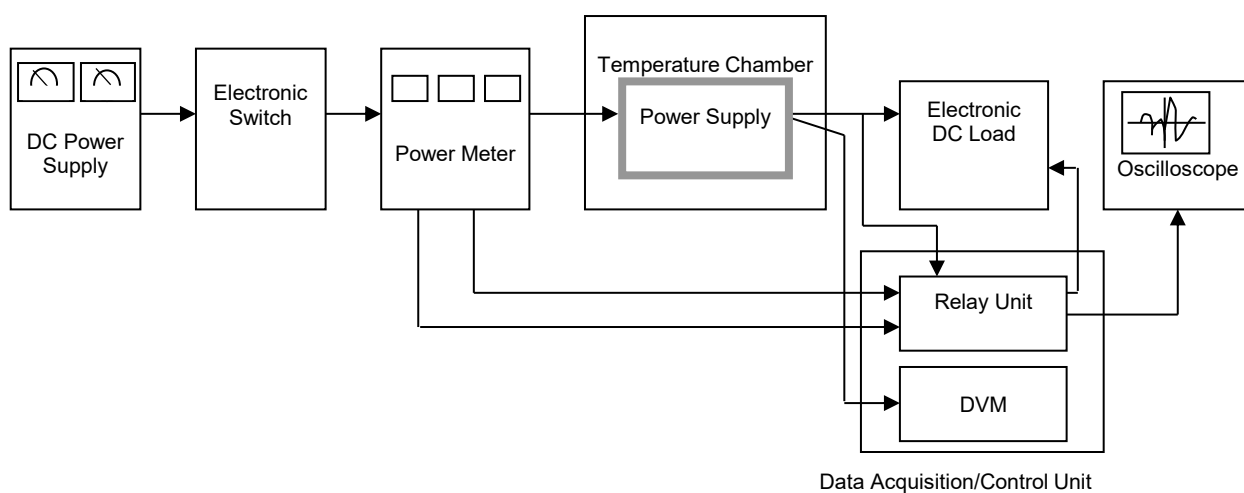 DC Power
Supply
Electronic
Switch
Power Meter
Temperature Chamber
Power Supply
Electronic
DC Load
Oscilloscope
Relay Unit
DVM
Data Acquisition/Control Unit